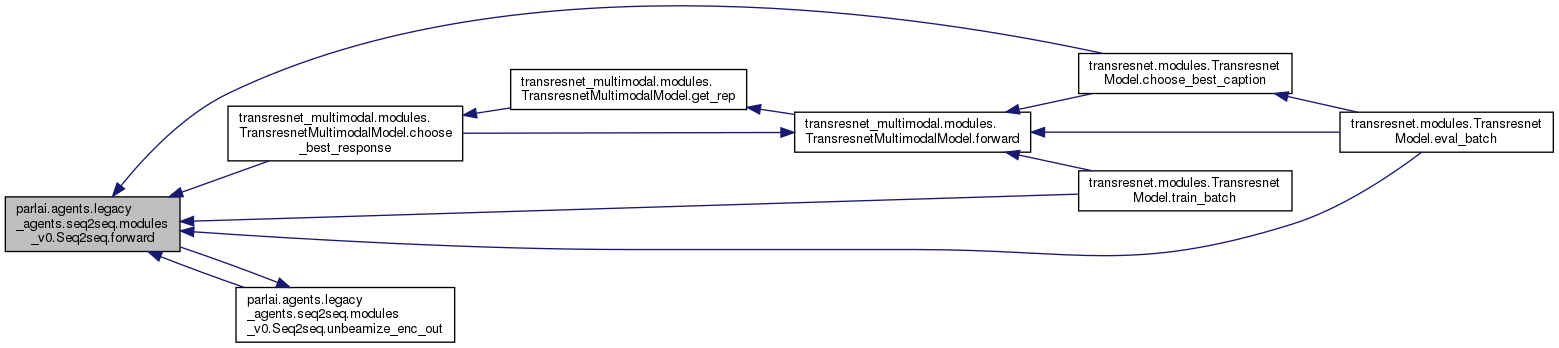 transresnet.modules.Transresnet
Model.choose_best_caption
transresnet_multimodal.modules.
TransresnetMultimodalModel.get_rep
transresnet_multimodal.modules.
TransresnetMultimodalModel.choose
_best_response
transresnet_multimodal.modules.
TransresnetMultimodalModel.forward
transresnet.modules.Transresnet
Model.eval_batch
transresnet.modules.Transresnet
Model.train_batch
parlai.agents.legacy
_agents.seq2seq.modules
_v0.Seq2seq.forward
parlai.agents.legacy
_agents.seq2seq.modules
_v0.Seq2seq.unbeamize_enc_out